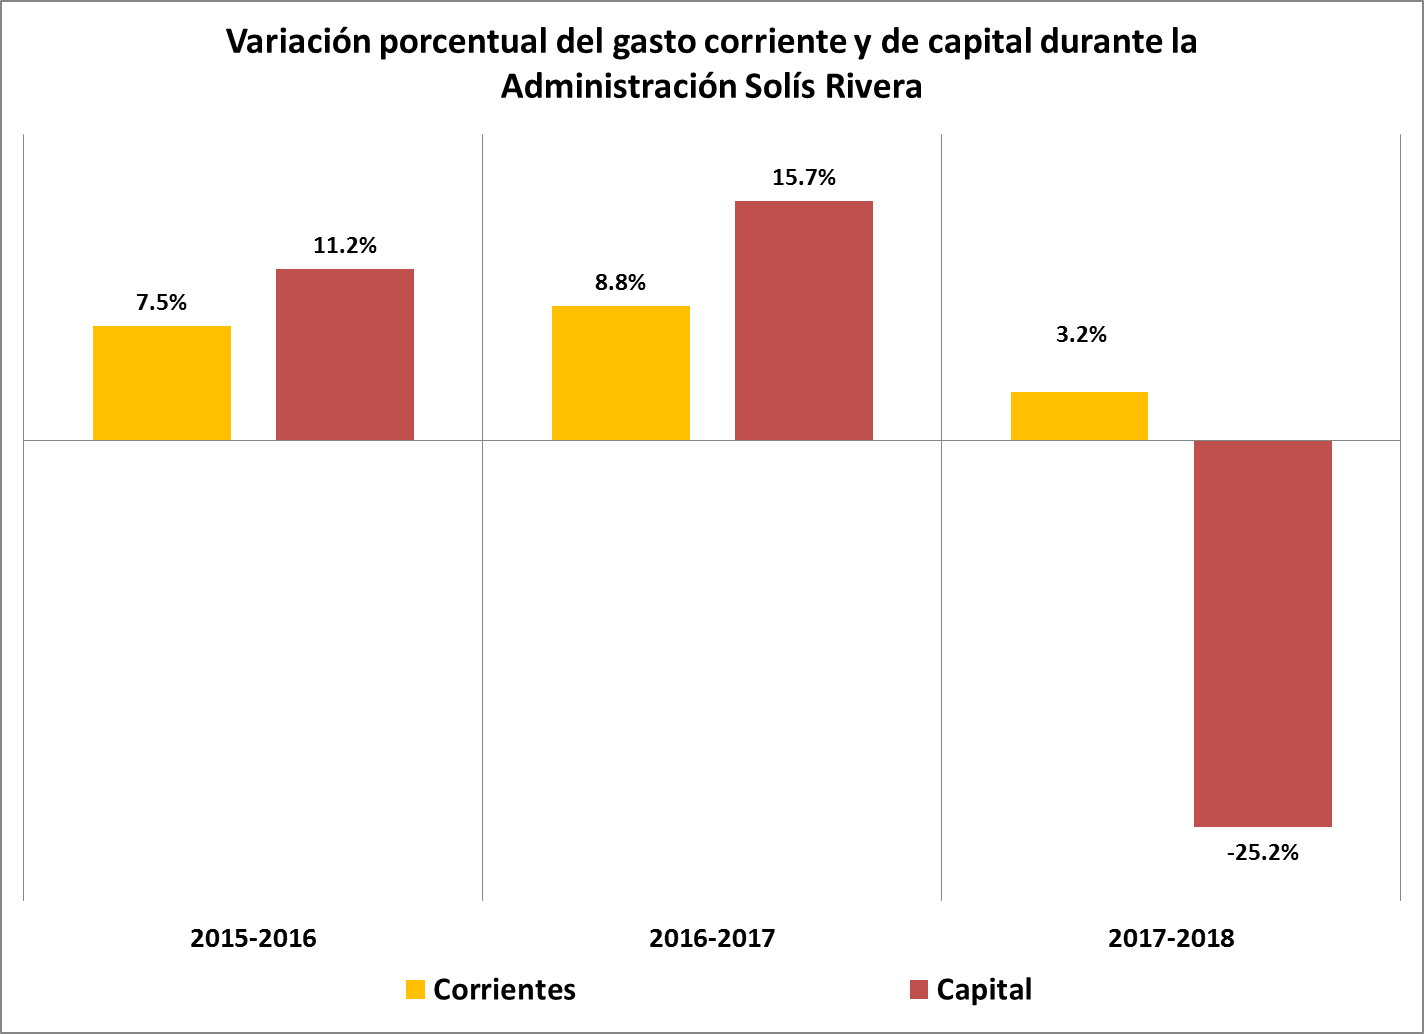 Variación porcentual del gasto corriente y de capital durante la
Administración Solís Rivera
15.7%
11.2%
8.8%
7.5%
3.2%
-25.2%
2015-2016
2016-2017
2017-2018
Corrientes
Capital